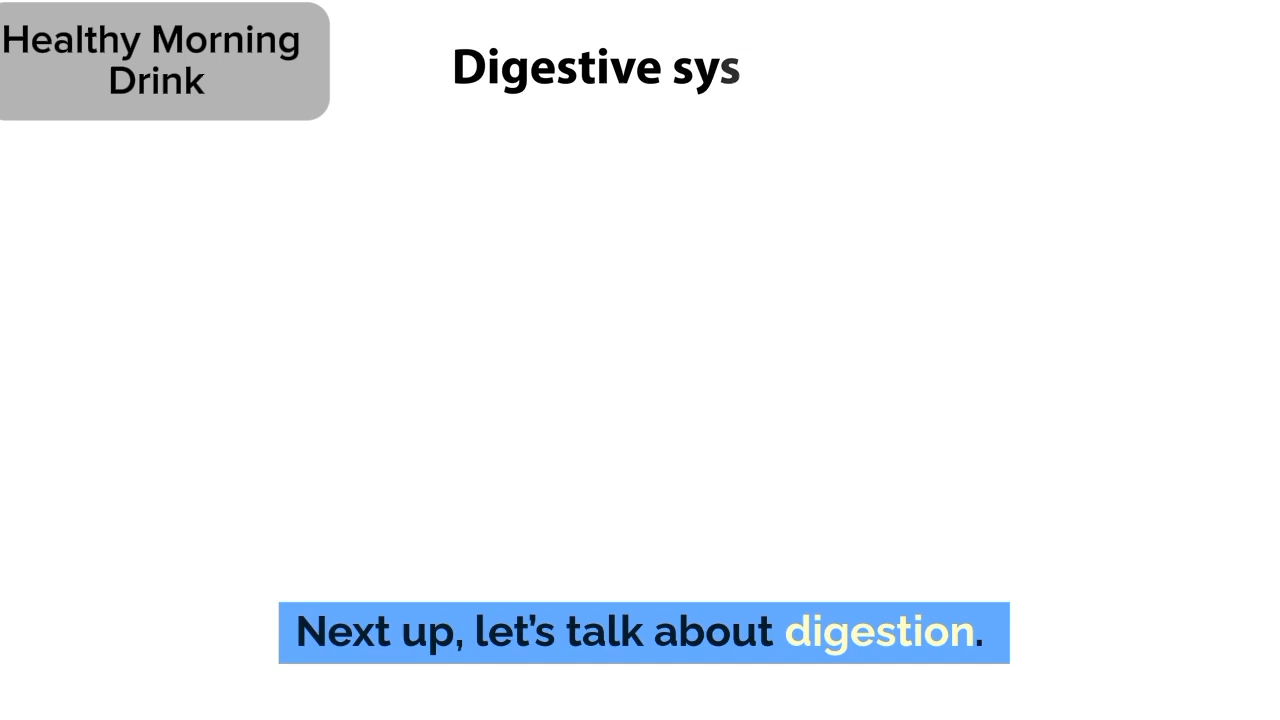 Healthy Morning
Drink
Digestive sys
Next up, let’s talk about digestion.